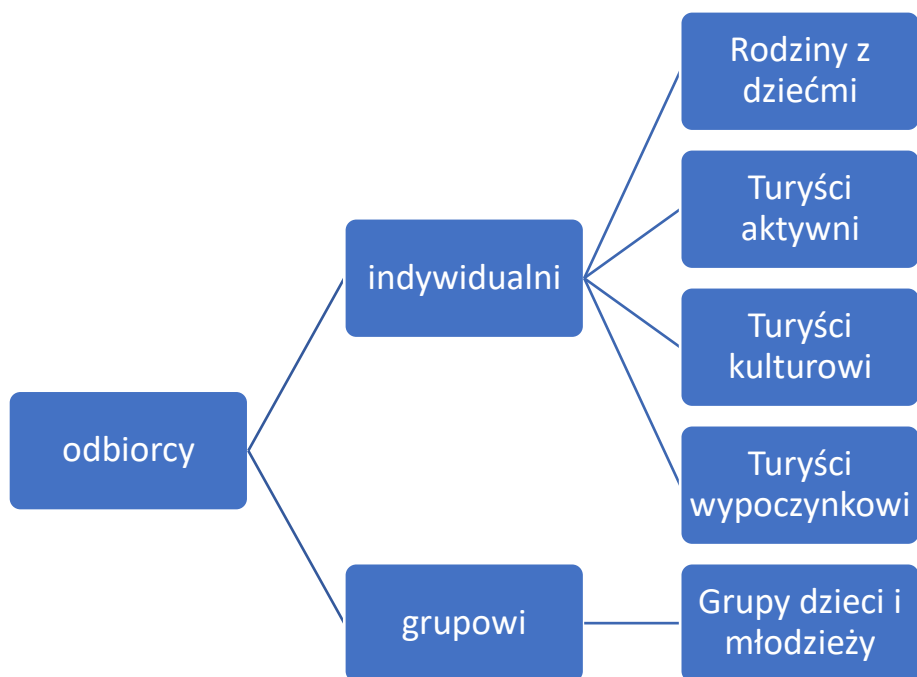 odbiorcy
indywidualni
Rodziny z
dziećmi
Turyści
aktywni
Turyści
kulturowi
Turyści
wypoczynkowi
grupowi
Grupy dzieci i
młodzieży